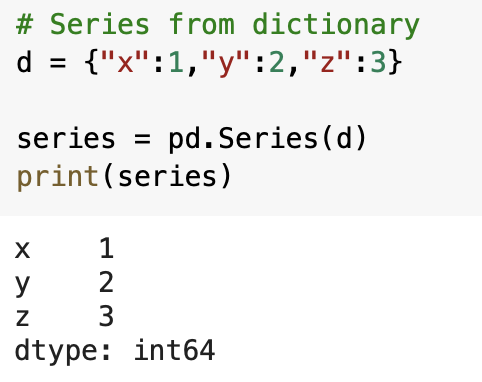 # Series from dictionary
d = {"x":1,"y":2,"z":3}
series = pd.Series(d)
print(series)
x    1
y    2
z    3
dtype: int64